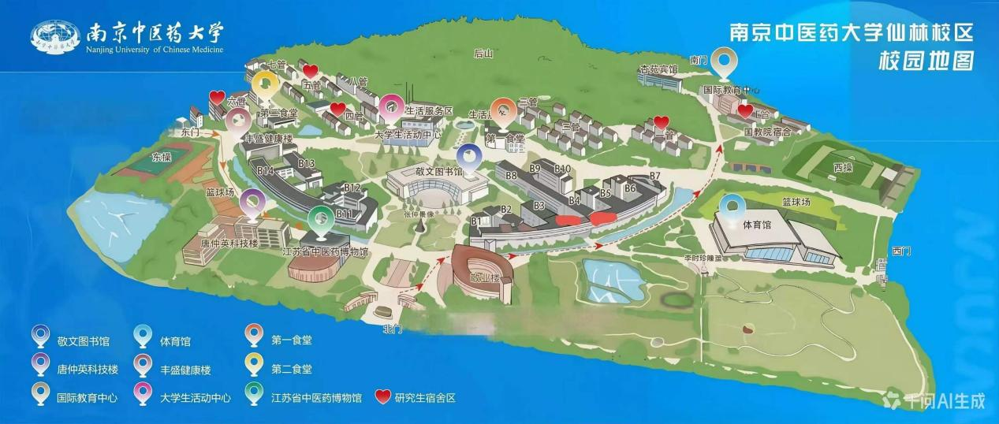 南京中医药大学
Nanjing University of Chinese Medicine
南京中医药大学仙林校区
校园地图
后山
南门
杏苑宾馆
七管
五管
八管
国际教育中心
六管
第二食堂
四管
生活服务区
三管
三管
一管
国教院宿舍
东门
丰盛健康楼
大学生活动中心
第一食堂
东操
B14
B13
敬文图书馆
B8
B9
B10
B7
西操
B12
B5
B6
篮球场
B11
张仲景像
B1
B2
B3
B4
体育馆
篮球场
唐仲英科技楼
江苏省中医药博物馆
李时珍雕塑
西门
敬业楼
北门
敬文图书馆
体育馆
第一食堂
唐仲英科技楼
丰盛健康楼
第二食堂
国际教育中心
大学生活动中心
江苏省中医药博物馆
研究生宿舍区
千问AI生成